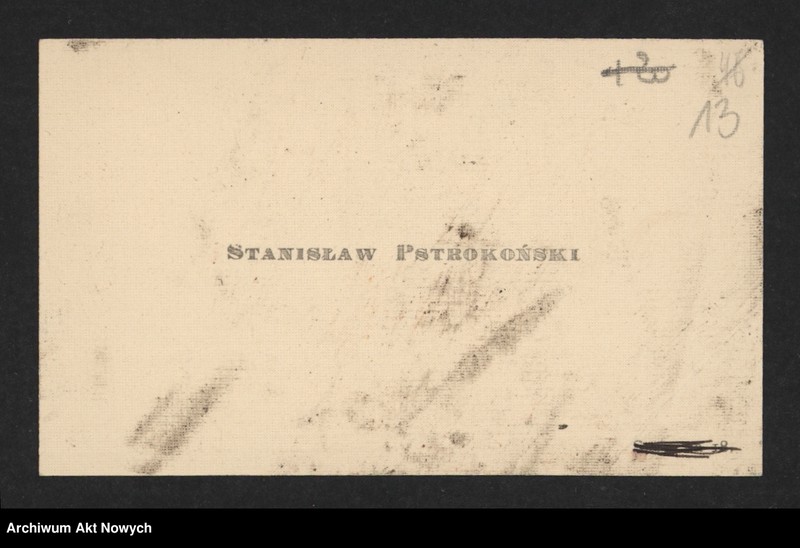 13
STANISŁAW PSTROKOŃSKI
Archiwum Akt Nowych